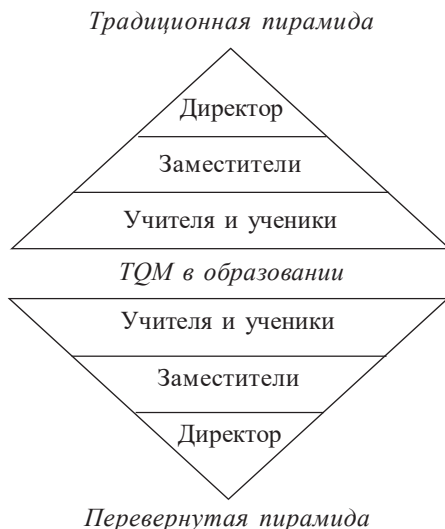 Традиционная пирамида
Директор
Заместители
Учителя и ученики
TQM в образовании
Учителя и ученики
Заместители
Директор
Перевернутая пирамида